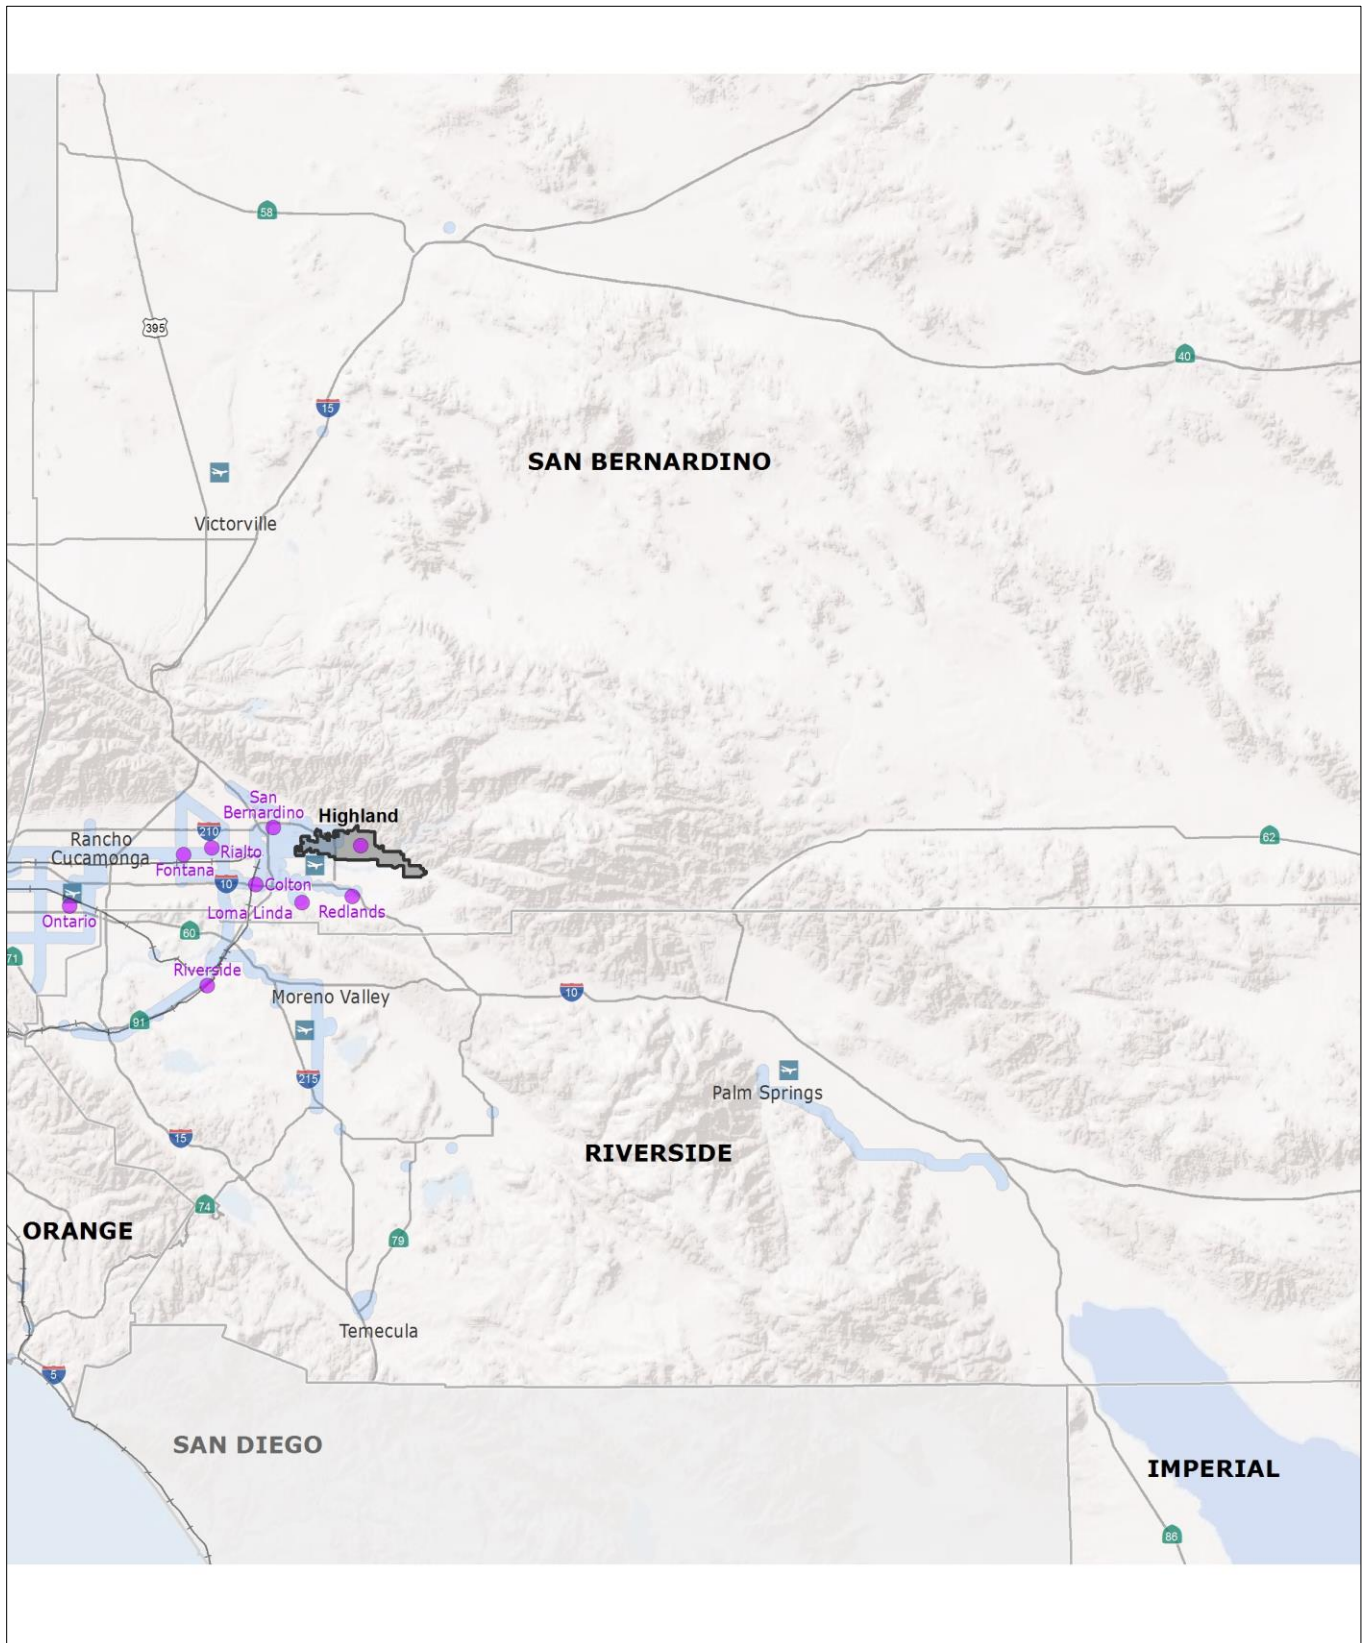 58
395
40
15
SAN BERNARDINO
Victorville
San
Bernardino
Highland
210
Rancho
Cucamonga
Rialto
62
Fontana
10
Colton
Loma Linda
Redlands
Ontario
60
71
Riverside
Moreno Valley
10
91
215
Palm Springs
15
RIVERSIDE
74
ORANGE
79
Temecula
5
SAN DIEGO
IMPERIAL
86